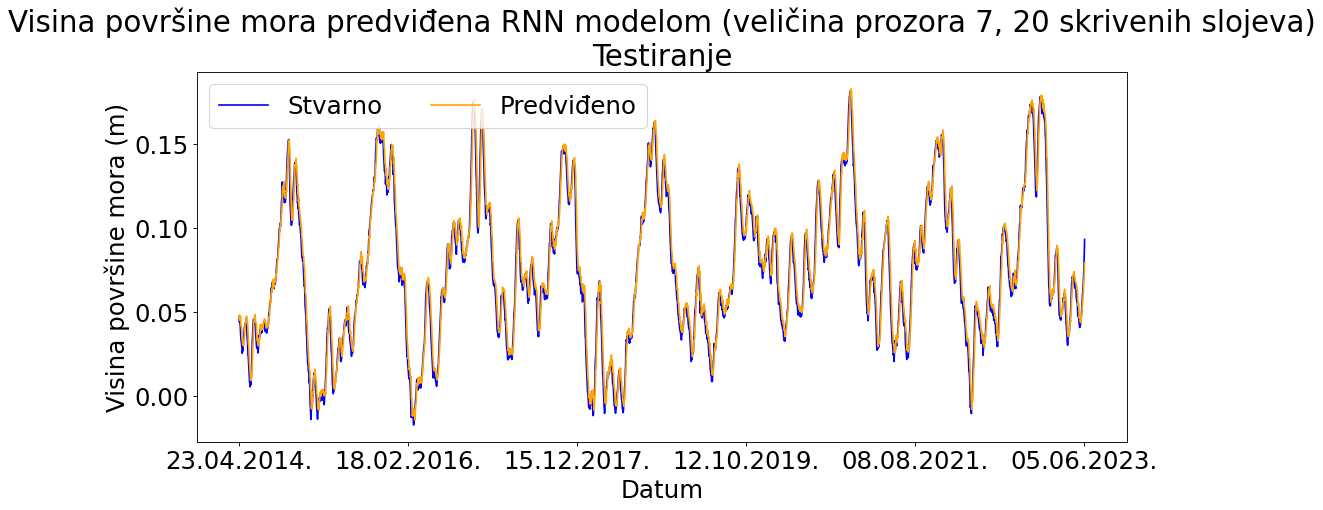 Visina površine mora predviđena RNN modelom (veličina prozora 7, 20 skrivenih slojeva)
Testiranje
Stvarno
Predviđeno
Visina površine mora (m)
0.15
0.10
0.05
0.00
23.04.2014. 18.02.2016. 15.12.2017. 12.10.2019. 08.08.2021. 05.06.2023.
Datum